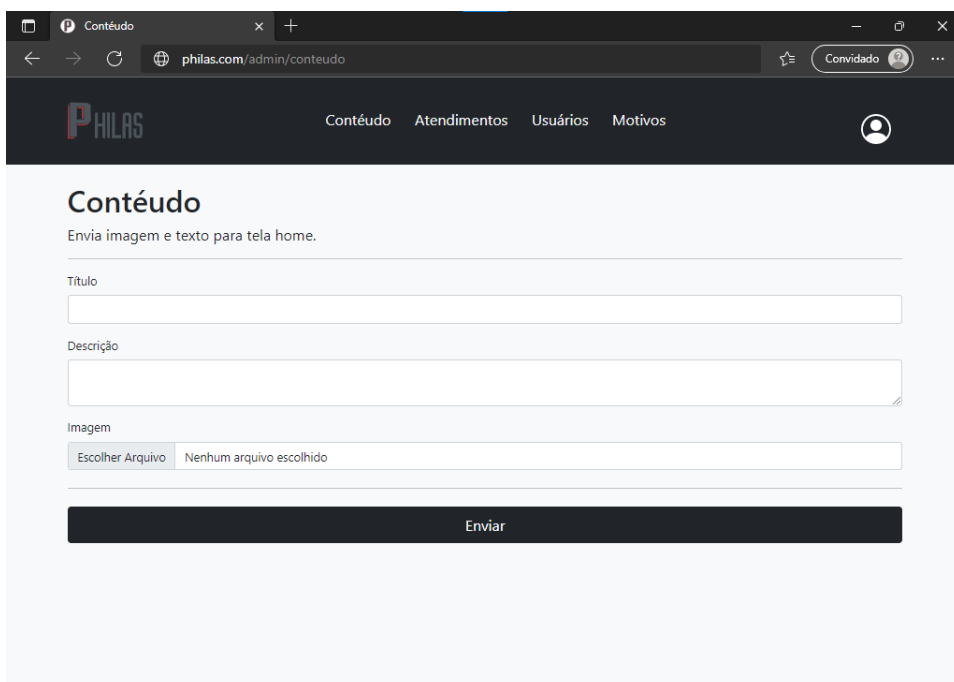 Contéudo
philas.com/admin/conteudo
Convidado
PHILAS
Contéudo Atendimentos Usuários Motivos
Contéudo
Envia imagem e texto para tela home.
Título
Descrição
Imagem
Escolher Arquivo Nenhum arquivo escolhido
Enviar